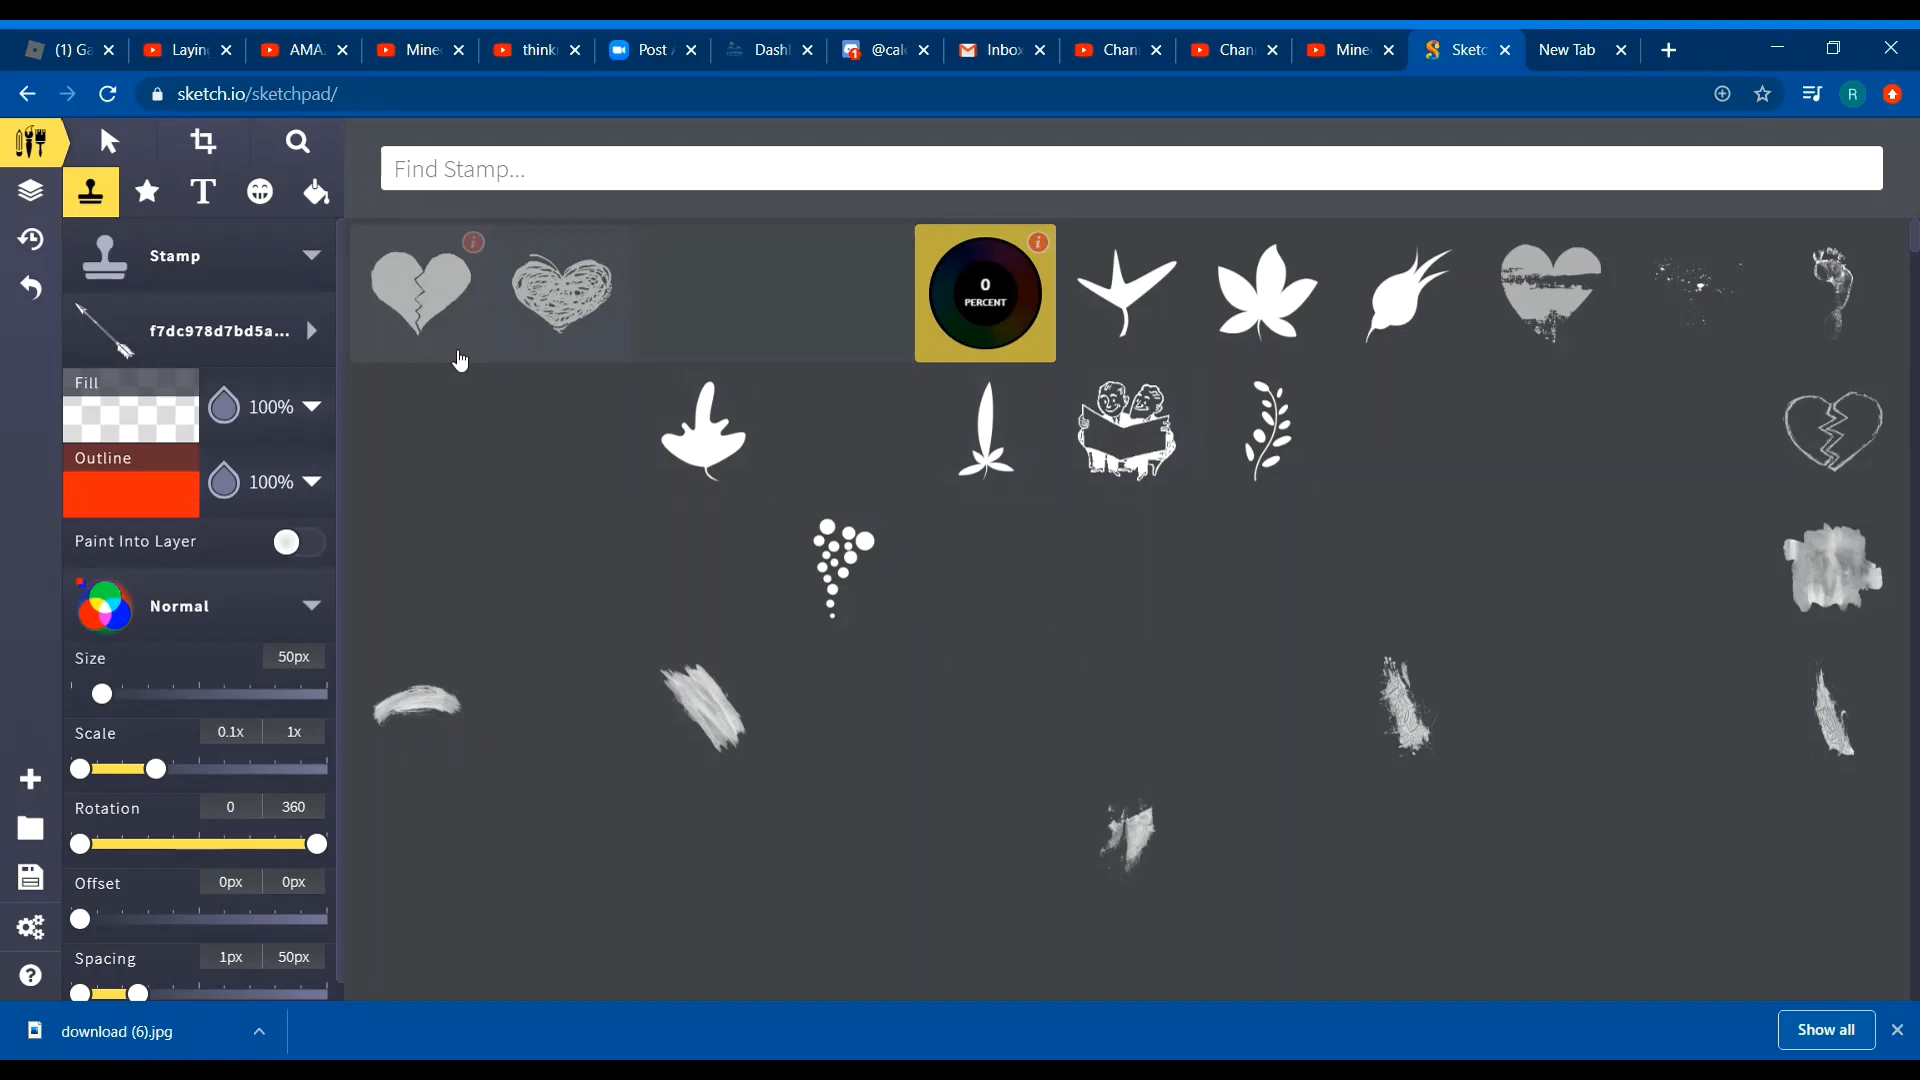 (1) Ga
Layin
AMA
Mine
think
Post
Dash
@cal
Inbox
Chan
Chan
Mine
Sketc
New Tab
sketch.io/sketchpad/
R
Find Stamp...
Stamp
f7dc978d7bd5a...
Fill
100%
Outline
100%
Paint Into Layer
Normal
Size 50px
Scale 0.1x 1x
Rotation 0 360
Offset 0px 0px
Spacing 1px 50px
0
PERCENT
download (6).jpg
Show all